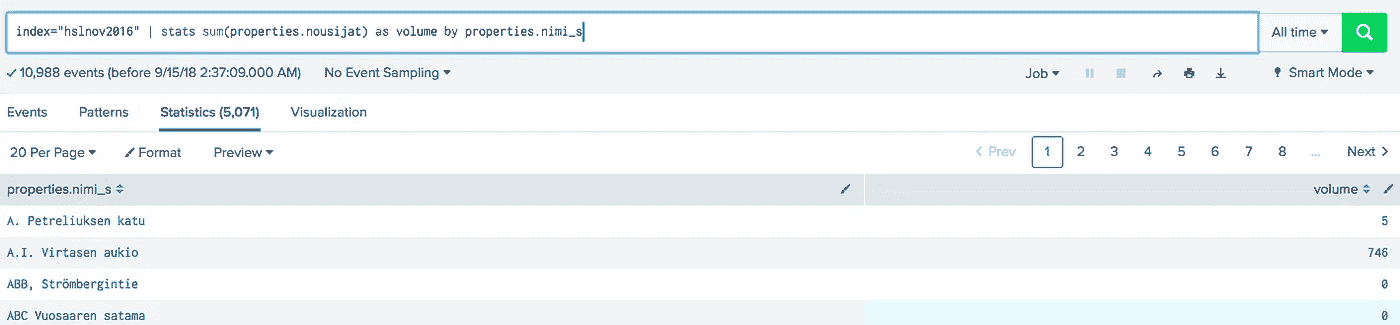 index="hslnov2016" | stats sum(properties.nousijat) as volume by properties.nimi_s All time
10,988 events (before 9/15/18 2:37:09.000 AM) No Event Sampling Job Smart Mode
Events Patterns Statistics (5,071) Visualization
20 Per Page Format Preview Prev 1 2 3 4 5 6 7 8 ... Next
properties.nimi_s volume
A. Petreliuksen katu 5
A.I. Virtasen aukio 746
ABB, Strömbergintie 0
ABC Vuosaaren satama 0